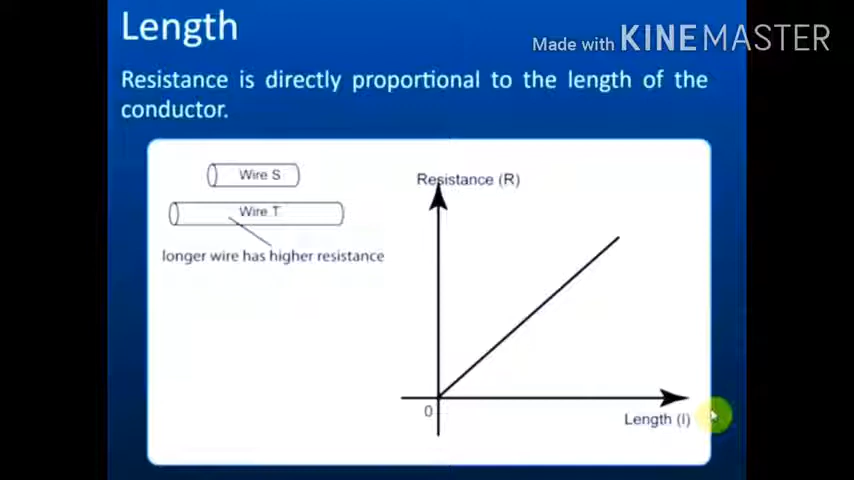 Length
Made with KINEMASTER
Resistance is directly proportional to the length of the
conductor.
Wire S
Wire T
longer wire has higher resistance
Resistance (R)
0
Length (l)